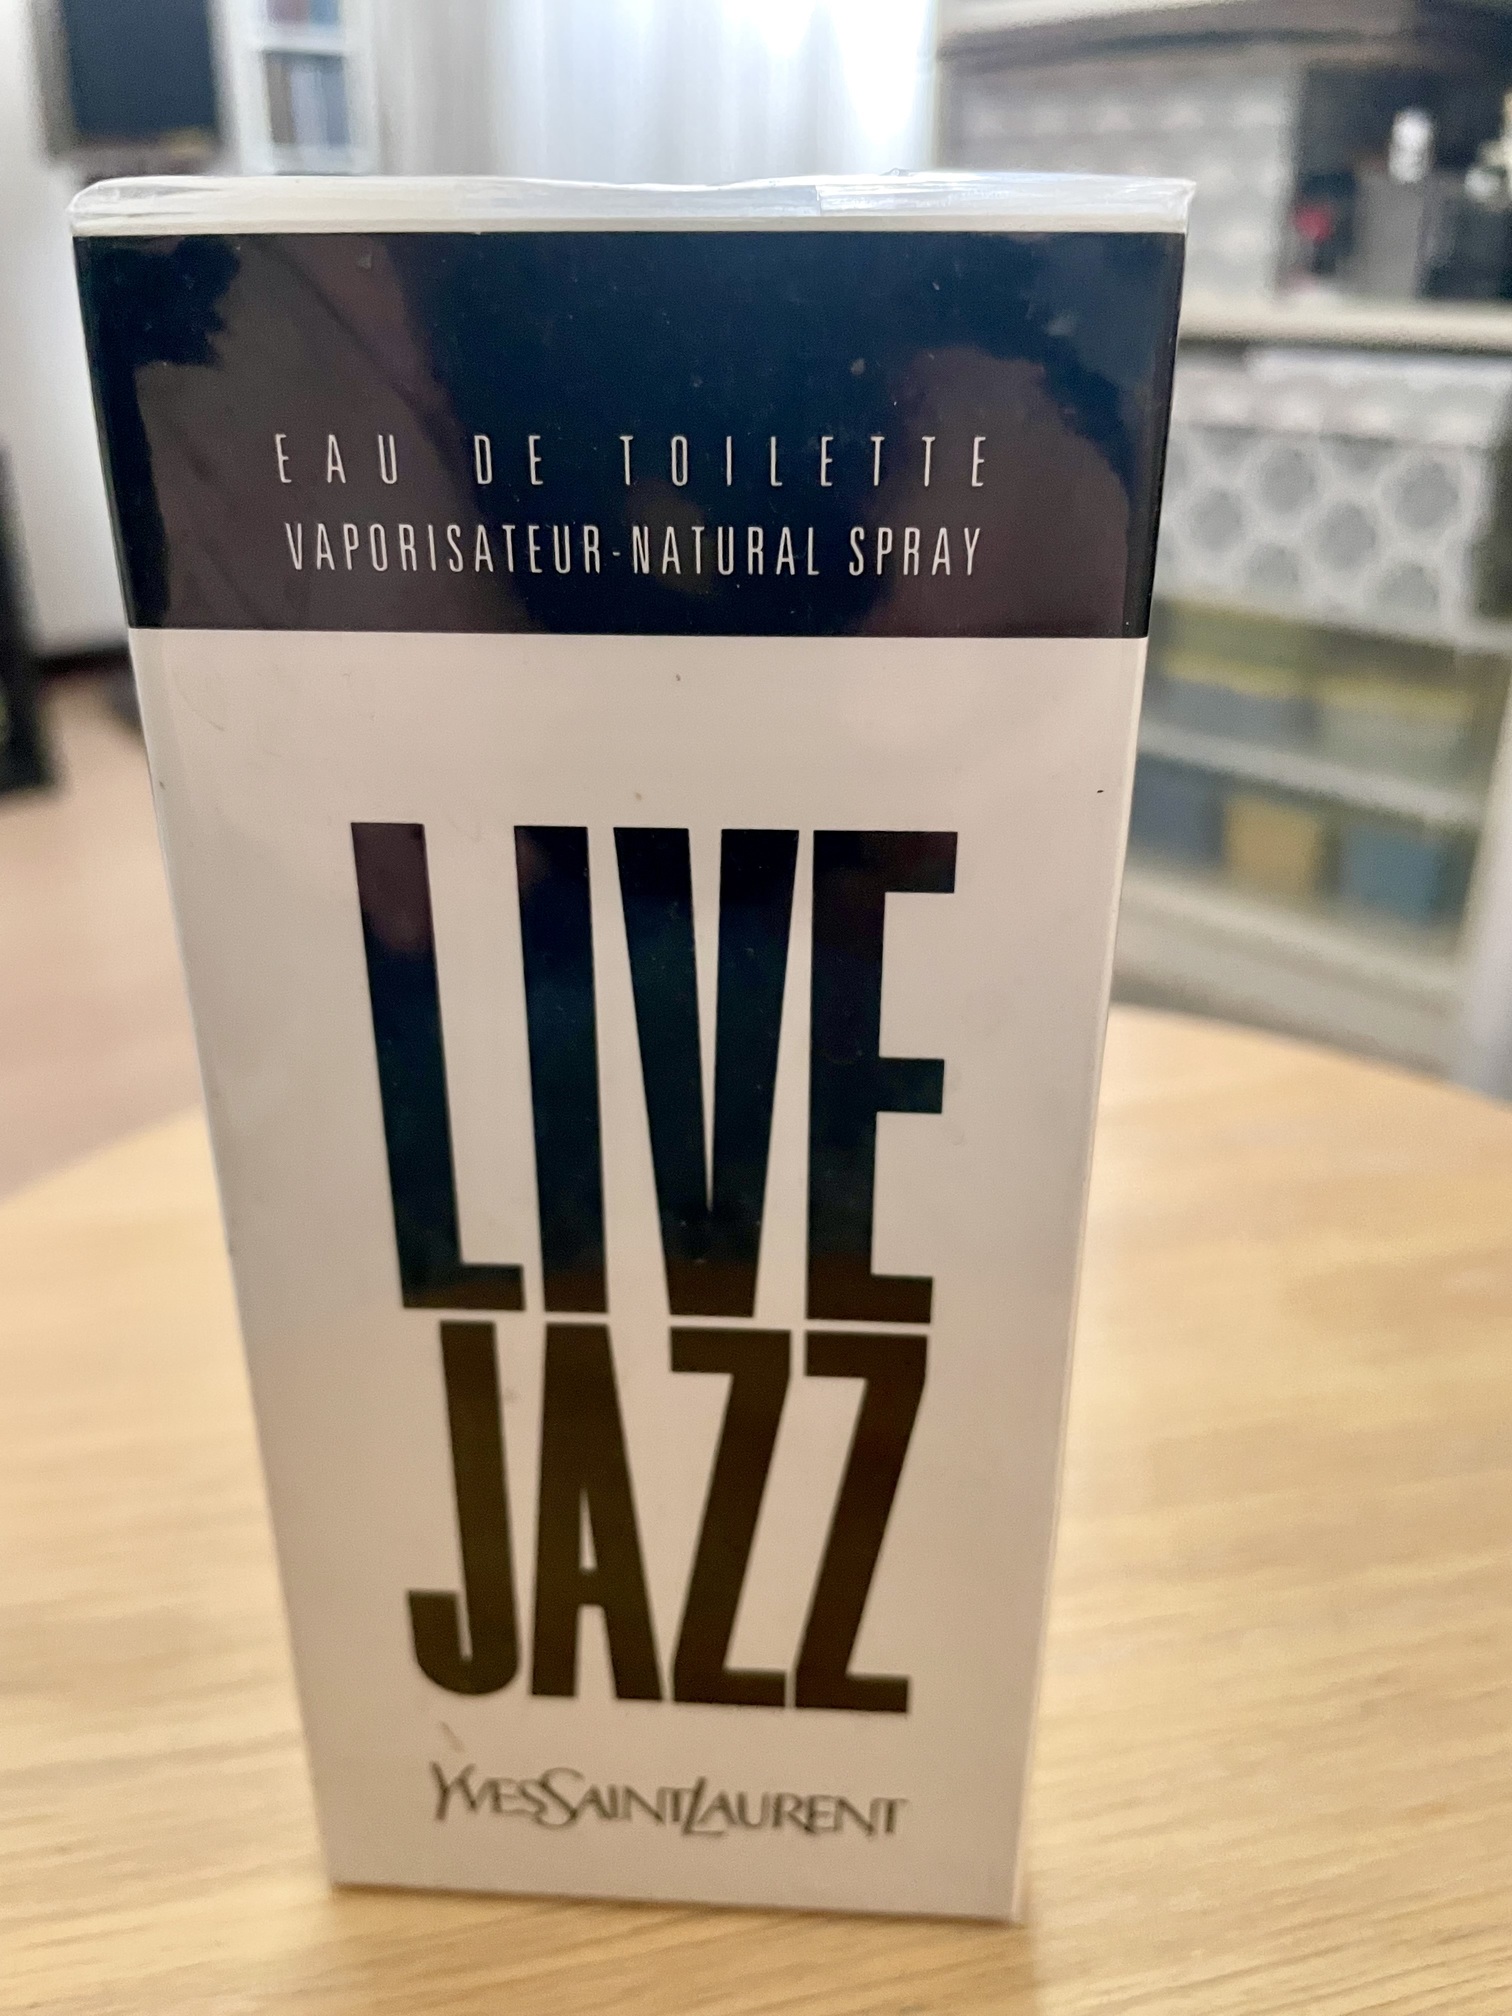 EAU DE TOILETTE
VAPORISATEUR-NATURAL SPRAY
LIVE
JAZZ
YVESSAINTLAURENT